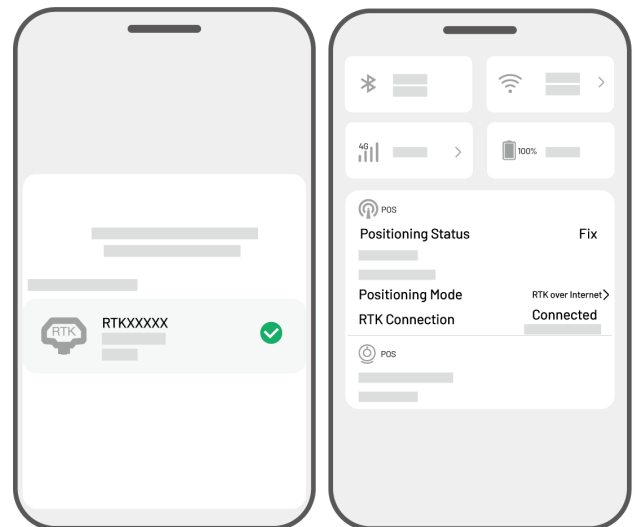 RTK
RTKXXXXX
4G
100%
POS
Positioning Status Fix
Positioning Mode RTK over Internet
RTK Connection Connected
POS